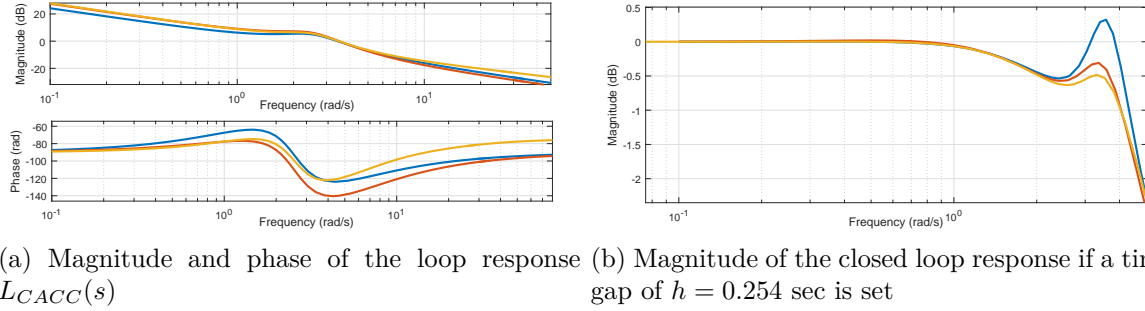 20
0
-20
Magnitude (dB)
10^-1
10^0
10^1
Frequency (rad/s)
-60
-80
-100
-120
-140
Phase (rad)
10^-1
10^0
10^1
Frequency (rad/s)
0.5
0
-0.5
-1
-1.5
-2
Magnitude (dB)
10^-1
10^0
Frequency (rad/s)
(a) Magnitude and phase of the loop response
L_CACC(s)
(b) Magnitude of the closed loop response if a
gap of h = 0.254 sec is set